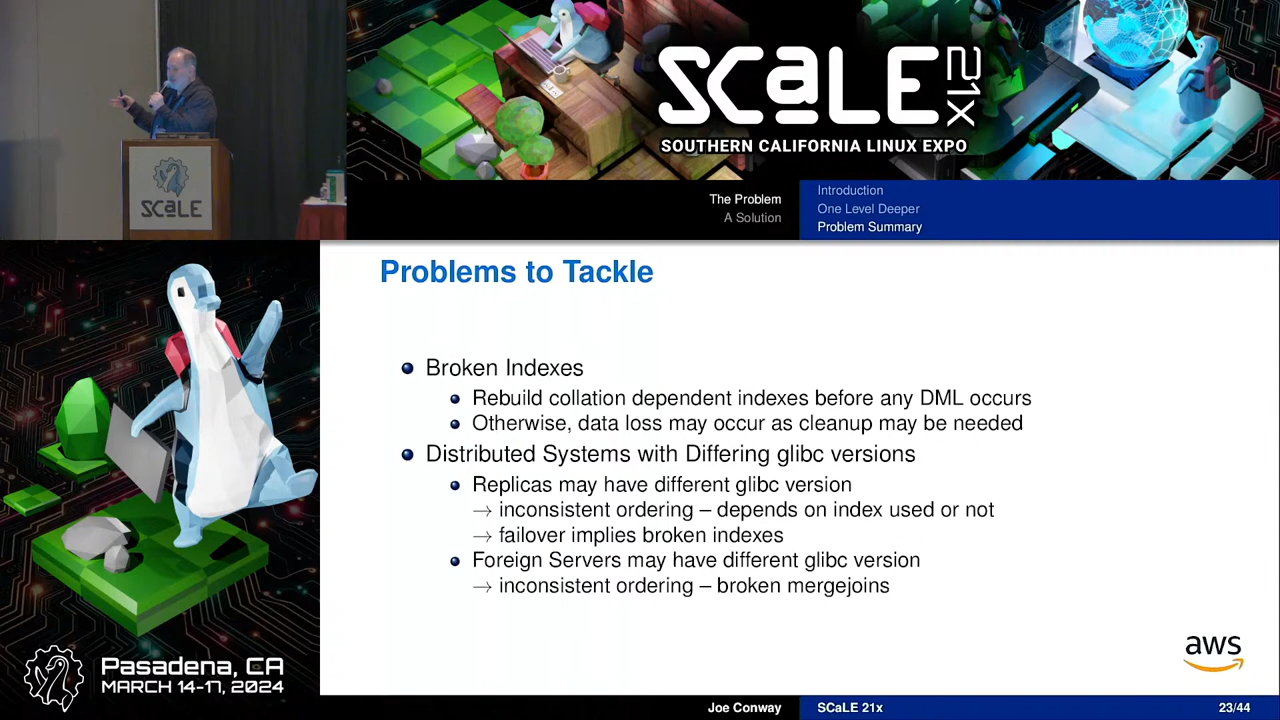 SCaLE
SCaLE 21x
SOUTHERN CALIFORNIA LINUX EXPO
The Problem
A Solution
Introduction
One Level Deeper
Problem Summary
Problems to Tackle
Broken Indexes
Rebuild collation dependent indexes before any DML occurs
Otherwise, data loss may occur as cleanup may be needed
Distributed Systems with Differing glibc versions
Replicas may have different glibc version
→ inconsistent ordering – depends on index used or not
→ failover implies broken indexes
Foreign Servers may have different glibc version
→ inconsistent ordering – broken mergejoins
aws
Pasadena, CA
MARCH 14-17, 2024
Joe Conway
SCaLE 21x
23/44